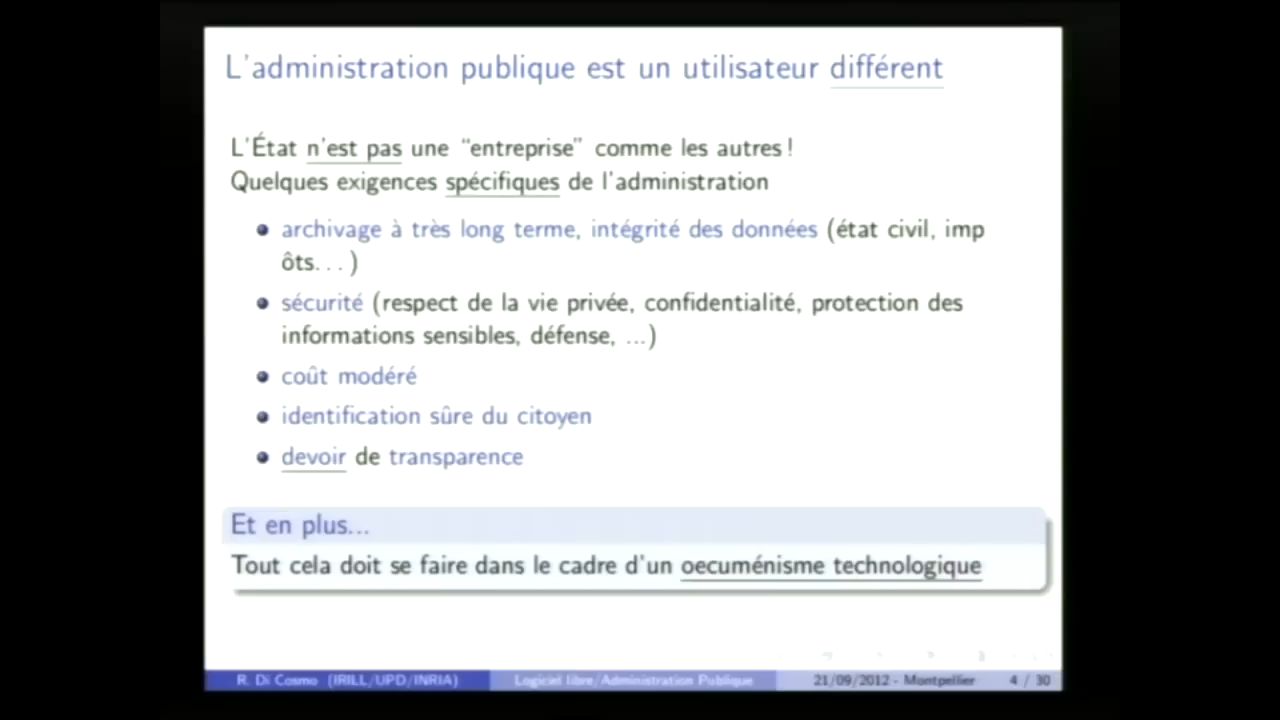 L'administration publique est un utilisateur différent
L'État n'est pas une “entreprise” comme les autres !
Quelques exigences spécifiques de l'administration
archivage à très long terme, intégrité des données (état civil, imp
ôts...)
sécurité (respect de la vie privée, confidentialité, protection des
informations sensibles, défense, ...)
coût modéré
identification sûre du citoyen
devoir de transparence
Et en plus...
Tout cela doit se faire dans le cadre d'un oecuménisme technologique
R. Di Cosmo (IRILL/UPD/INRIA) Logiciel libre/Administration Publique 21/09/2012 - Montpellier 4 / 30